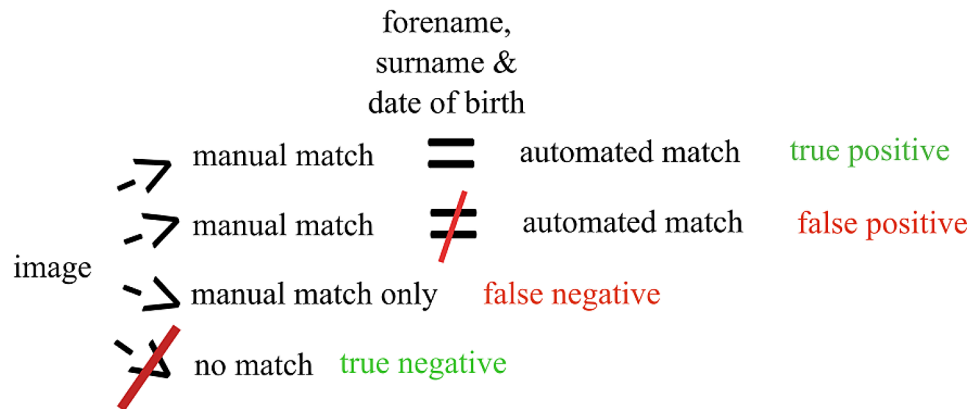 forename,
surname &
date of birth
manual match = automated match true positive
manual match ≠ automated match false positive
image
manual match only false negative
no match true negative